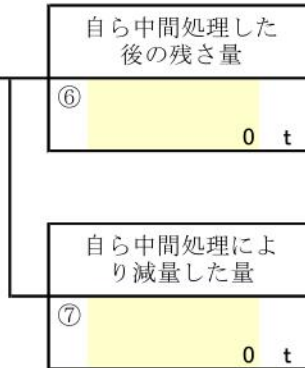 自ら中間処理した
後の残さ量
⑥
0 t
自ら中間処理によ
り減量した量
⑦
0 t